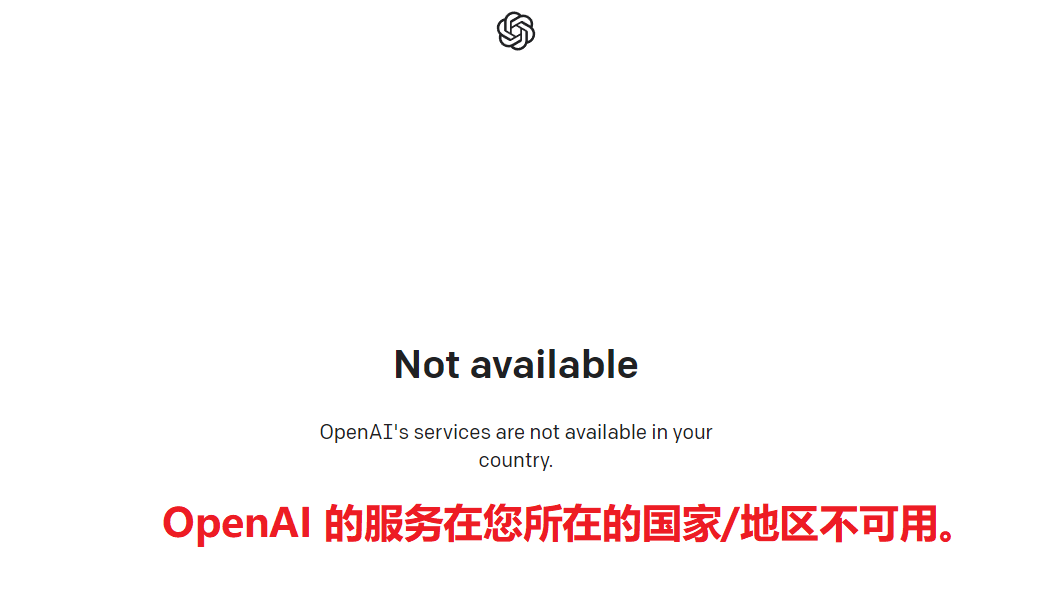 Not available
OpenAI's services are not available in your
country.
OpenAI 的服务在您所在的国家/地区不可用。